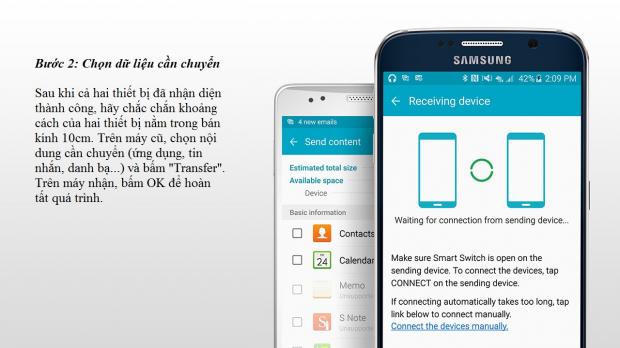 Bước 2: Chọn dữ liệu cần chuyển
Sau khi cả hai thiết bị đã nhận diện
thành công, hãy chắc chắn khoảng
cách của hai thiết bị nằm trong bán
kính 10cm. Trên máy cũ, chọn nội
dung cần chuyển (ứng dụng, tin
nhắn, danh bạ...) và bấm "Transfer".
Trên máy nhận, bấm OK để hoàn
tất quá trình.
4 new emails
Send content
Estimated total size
Available space
Device
Basic information
Contacts
Calendar
24
Memo
Unsupporte
S Note
Unsupporte
SAMSUNG
42% 2:09 PM
Receiving device
Waiting for connection from sending device...
Make sure Smart Switch is open on the
sending device. To connect the devices, tap
CONNECT on the sending device.
If connecting automatically takes too long, tap
link below to connect manually.
Connect the devices manually.